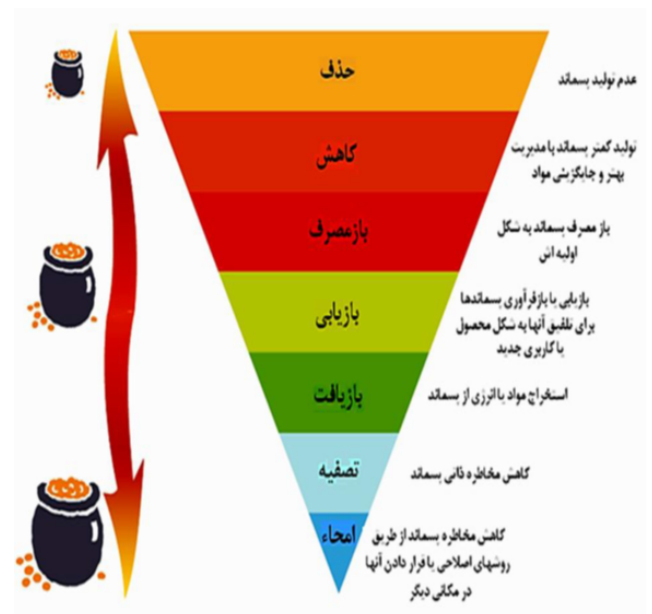 حذف
عدم تولید پسماند
کاهش
تولید کمتر پسماند با مدیریت
بهتر و جایگزینی مواد
بازمصرف
باز مصرف پسماند به شکل
اولیه اش
بازیابی
بازیابی یا بازفرآوری پسماندها
برای تلفیق آنها به شکل محصول
یا کاربری جدید
بازیافت
استخراج مواد یا انرژی از پسماند
تصفیه
کاهش مخاطره ذاتی پسماند
امحاء
کاهش مخاطره پسماند از طریق
روشهای اصلاحی یا قرار دادن آنها
در مکانی دیگر